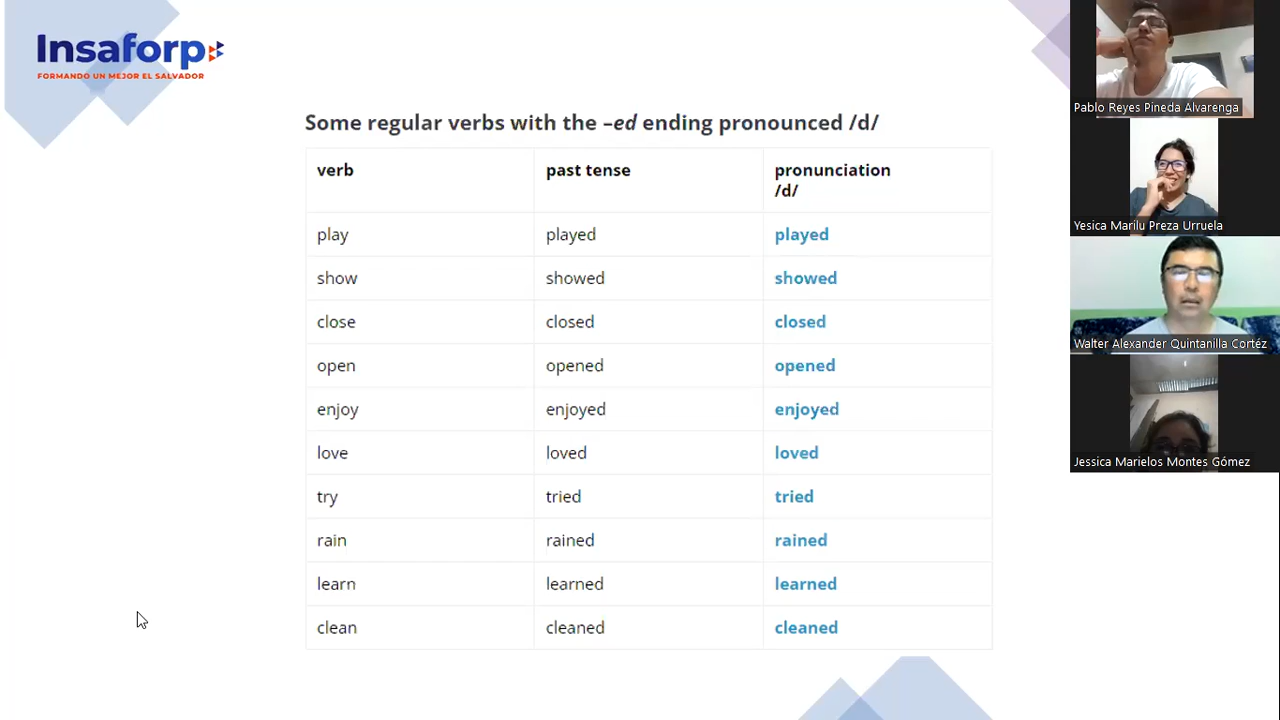 Insaforp
FORMANDO UN MEJOR EL SALVADOR
Some regular verbs with the –ed ending pronounced /d/
verb past tense pronunciation /d/
play played played
show showed showed
close closed closed
open opened opened
enjoy enjoyed enjoyed
love loved loved
try tried tried
rain rained rained
learn learned learned
clean cleaned cleaned
Pablo Reyes Pineda Alvarenga
Yesica Marilu Preza Urruela
Walter Alexander Quintanilla Cortéz
Jessica Marielos Montes Gómez